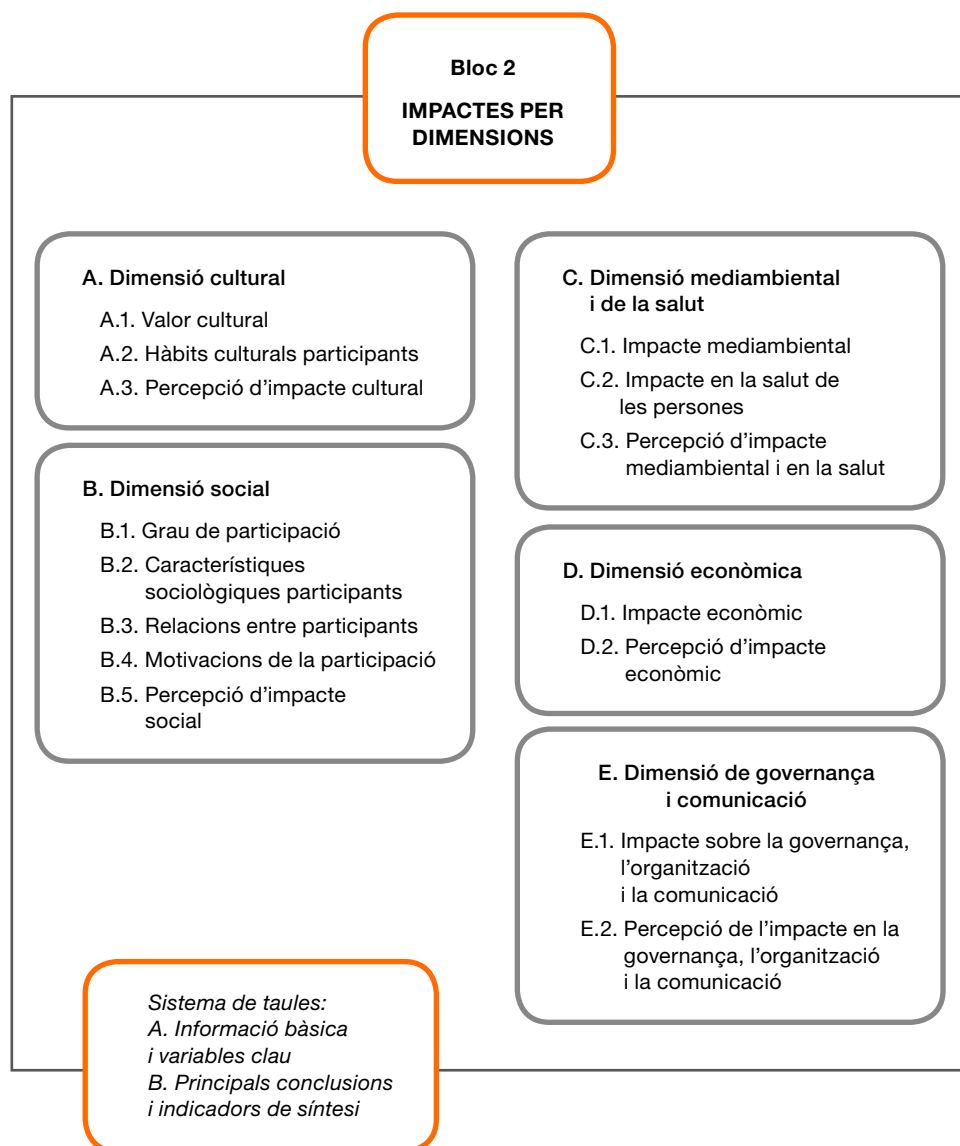 Bloc 2
IMPACTES PER
DIMENSIONS
A. Dimensió cultural
A.1. Valor cultural
A.2. Hàbits culturals participants
A.3. Percepció d’impacte cultural
B. Dimensió social
B.1. Grau de participació
B.2. Característiques
sociològiques participants
B.3. Relacions entre participants
B.4. Motivacions de la participació
B.5. Percepció d’impacte
social
C. Dimensió mediambiental
i de la salut
C.1. Impacte mediambiental
C.2. Impacte en la salut de
les persones
C.3. Percepció d’impacte
mediambiental i en la salut
D. Dimensió econòmica
D.1. Impacte econòmic
D.2. Percepció d’impacte
econòmic
E. Dimensió de governança
i comunicació
E.1. Impacte sobre la governança,
l’organització
i la comunicació
E.2. Percepció de l’impacte en la
governança, l’organització
i la comunicació
Sistema de taules:
A. Informació bàsica
i variables clau
B. Principals conclusions
i indicadors de síntesi